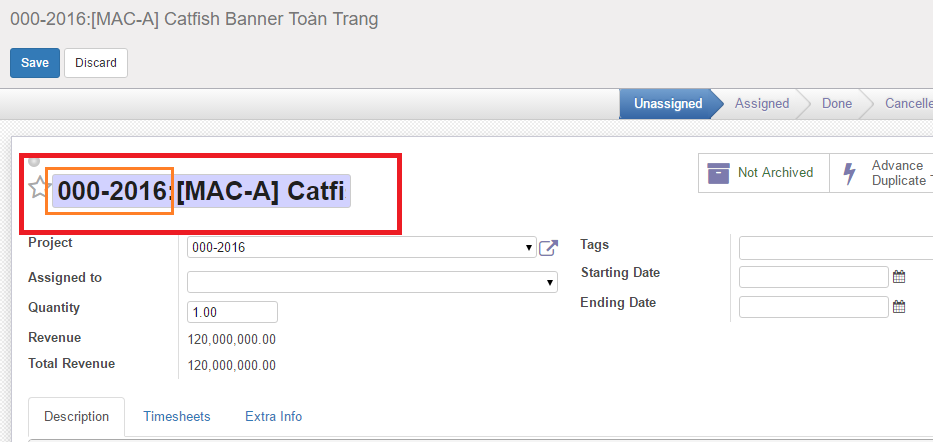 000-2016:[MAC-A] Catfish Banner Toàn Trang
Save Discard
Unassigned Assigned Done Cancelle
000-2016:[MAC-A] Catfi
Not Archived
Advance
Duplicate
Project 000-2016
Assigned to
Quantity 1.00
Revenue 120,000,000.00
Total Revenue 120,000,000.00
Tags
Starting Date
Ending Date
Description Timesheets Extra Info